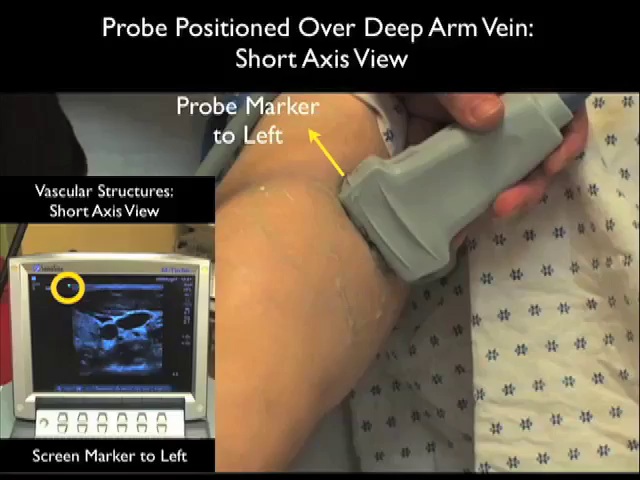 Probe Positioned Over Deep Arm Vein:
Short Axis View
Probe Marker
to Left
Vascular Structures:
Short Axis View
Screen Marker to Left